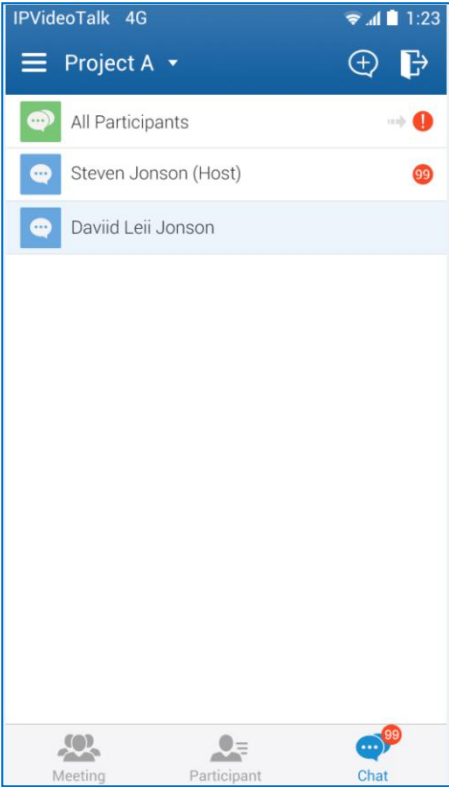 IPVideoTalk 4G 1:23
Project A
All Participants !
Steven Jonson (Host) 99
Daviid Leii Jonson
99
Meeting Participant Chat